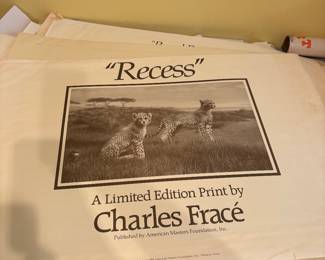 "Recess"
A Limited Edition Print by
Charles Fracé
Published by American Masters Foundation, Inc.